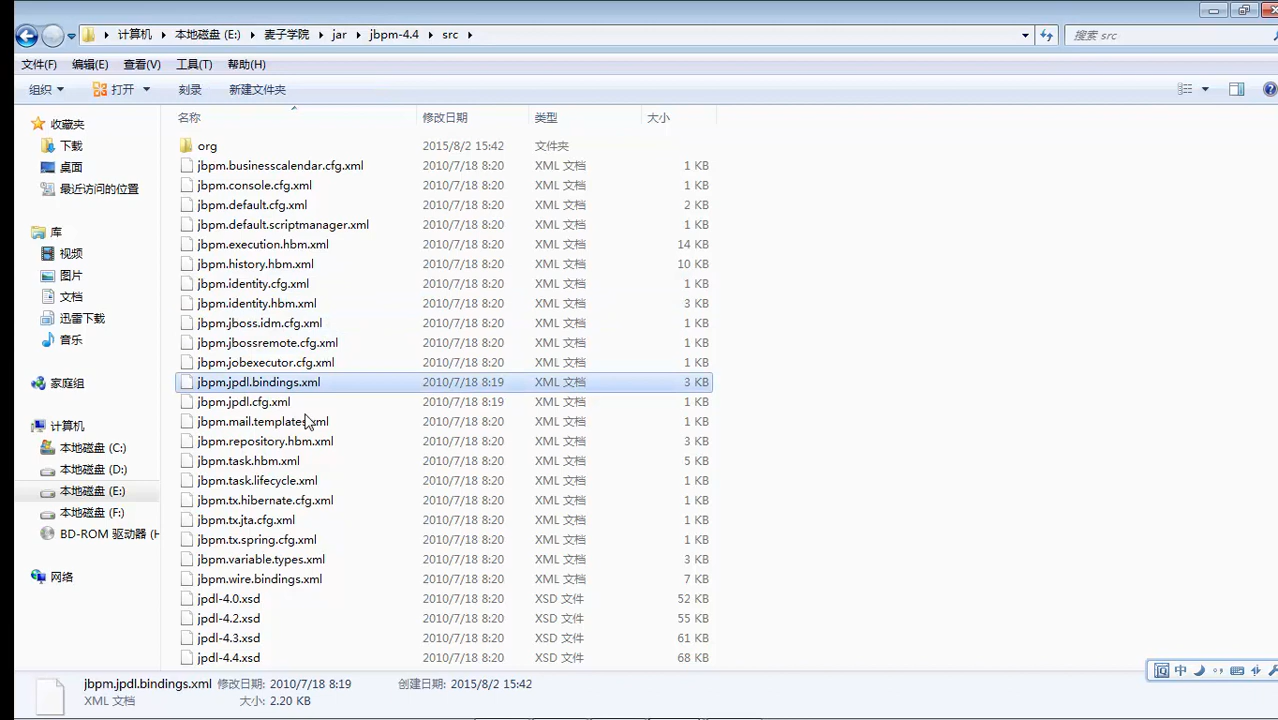 计算机 本地磁盘 (E:) 麦子学院 jar jbpm-4.4 src 搜索 src
文件(F) 编辑(E) 查看(V) 工具(T) 帮助(H)
组织 打开 刻录 新建文件夹
收藏夹
下载
桌面
最近访问的位置
库
视频
图片
文档
迅雷下载
音乐
家庭组
计算机
本地磁盘 (C:)
本地磁盘 (D:)
本地磁盘 (E:)
本地磁盘 (F:)
BD-ROM 驱动器 (H
网络
名称 修改日期 类型 大小
org 2015/8/2 15:42 文件夹
jbpm.businesscalendar.cfg.xml 2010/7/18 8:20 XML 文档 1 KB
jbpm.console.cfg.xml 2010/7/18 8:20 XML 文档 1 KB
jbpm.default.cfg.xml 2010/7/18 8:20 XML 文档 2 KB
jbpm.default.scriptmanager.xml 2010/7/18 8:20 XML 文档 1 KB
jbpm.execution.hbm.xml 2010/7/18 8:20 XML 文档 14 KB
jbpm.history.hbm.xml 2010/7/18 8:20 XML 文档 10 KB
jbpm.identity.cfg.xml 2010/7/18 8:20 XML 文档 1 KB
jbpm.identity.hbm.xml 2010/7/18 8:20 XML 文档 3 KB
jbpm.jboss.idm.cfg.xml 2010/7/18 8:20 XML 文档 1 KB
jbpm.jbossremote.cfg.xml 2010/7/18 8:20 XML 文档 1 KB
jbpm.jobexecutor.cfg.xml 2010/7/18 8:20 XML 文档 1 KB
jbpm.jpdl.bindings.xml 2010/7/18 8:19 XML 文档 3 KB
jbpm.jpdl.cfg.xml 2010/7/18 8:19 XML 文档 1 KB
jbpm.mail.templates.xml 2010/7/18 8:20 XML 文档 1 KB
jbpm.repository.hbm.xml 2010/7/18 8:20 XML 文档 3 KB
jbpm.task.hbm.xml 2010/7/18 8:20 XML 文档 5 KB
jbpm.task.lifecycle.xml 2010/7/18 8:20 XML 文档 1 KB
jbpm.tx.hibernate.cfg.xml 2010/7/18 8:20 XML 文档 1 KB
jbpm.tx.jta.cfg.xml 2010/7/18 8:20 XML 文档 1 KB
jbpm.tx.spring.cfg.xml 2010/7/18 8:20 XML 文档 1 KB
jbpm.variable.types.xml 2010/7/18 8:20 XML 文档 3 KB
jbpm.wire.bindings.xml 2010/7/18 8:20 XML 文档 7 KB
jpdl-4.0.xsd 2010/7/18 8:20 XSD 文件 52 KB
jpdl-4.2.xsd 2010/7/18 8:20 XSD 文件 55 KB
jpdl-4.3.xsd 2010/7/18 8:20 XSD 文件 61 KB
jpdl-4.4.xsd 2010/7/18 8:20 XSD 文件 68 KB
中
jbpm.jpdl.bindings.xml 修改日期: 2010/7/18 8:19 创建日期: 2015/8/2 15:42
XML 文档 大小: 2.20 KB